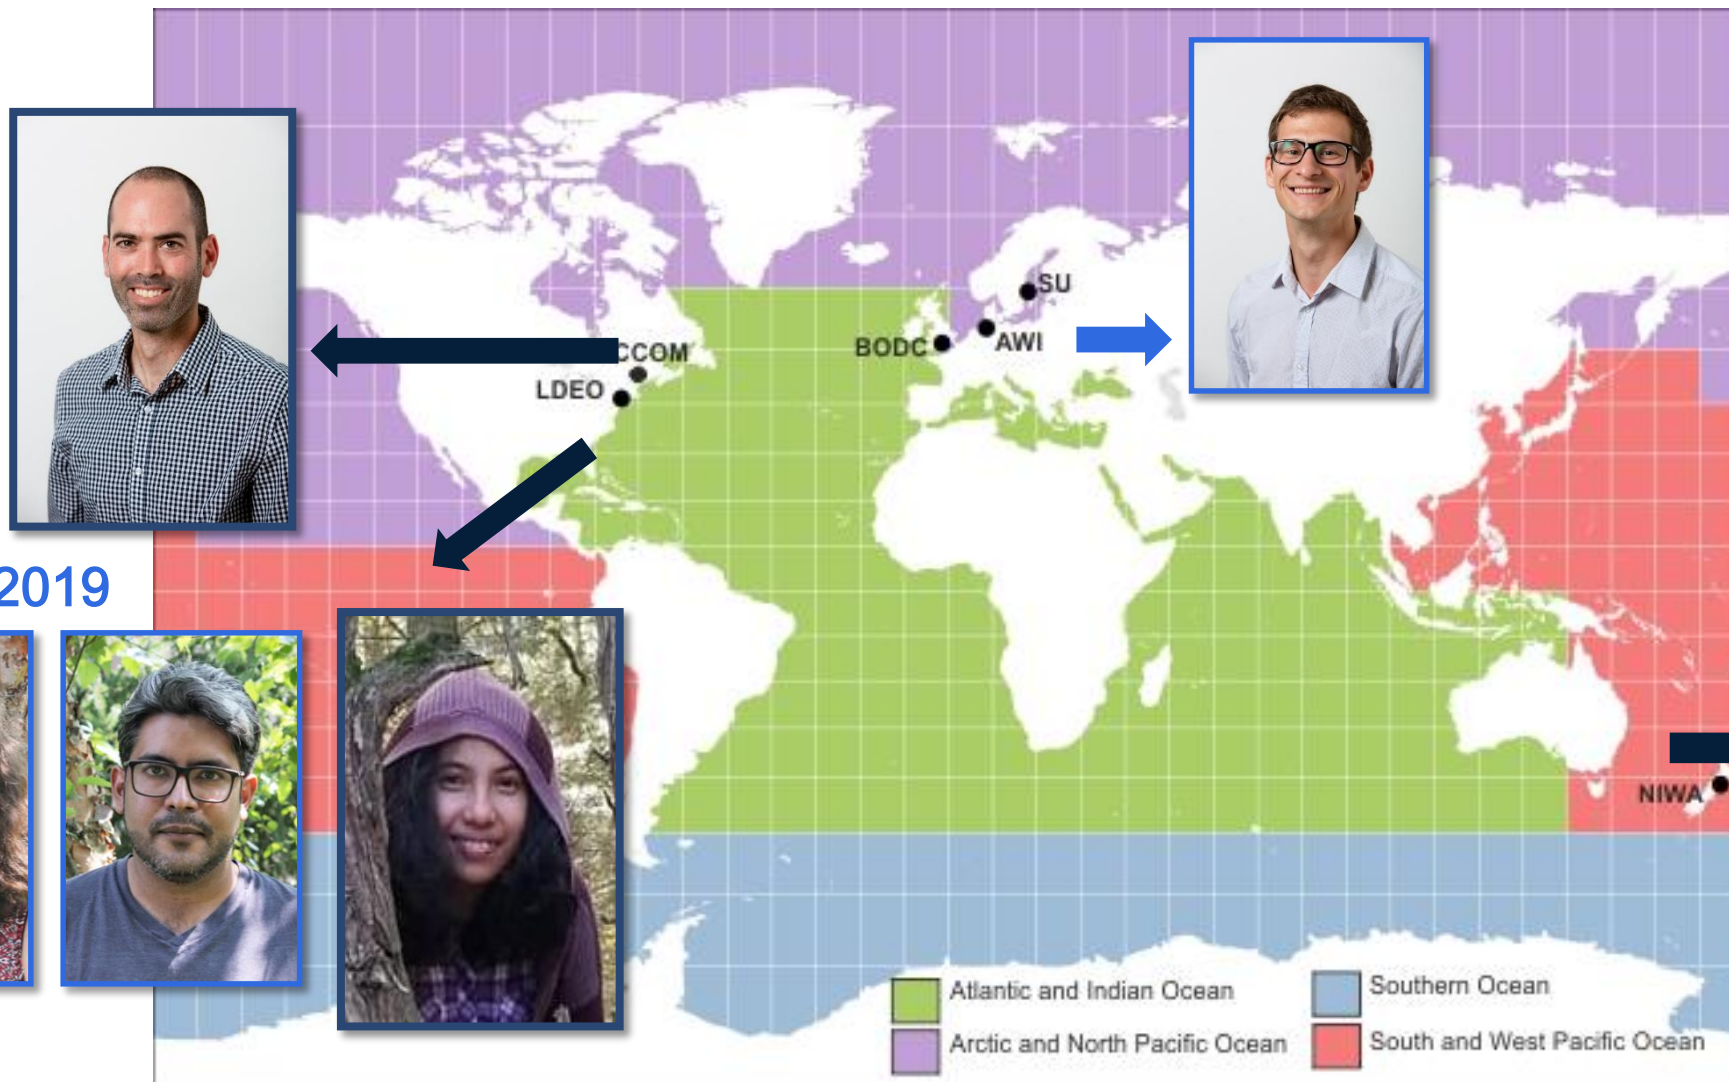 SU
BODC
AWI
CCOM
LDEO
2019
NIWA
Atlantic and Indian Ocean
Southern Ocean
Arctic and North Pacific Ocean
South and West Pacific Ocean